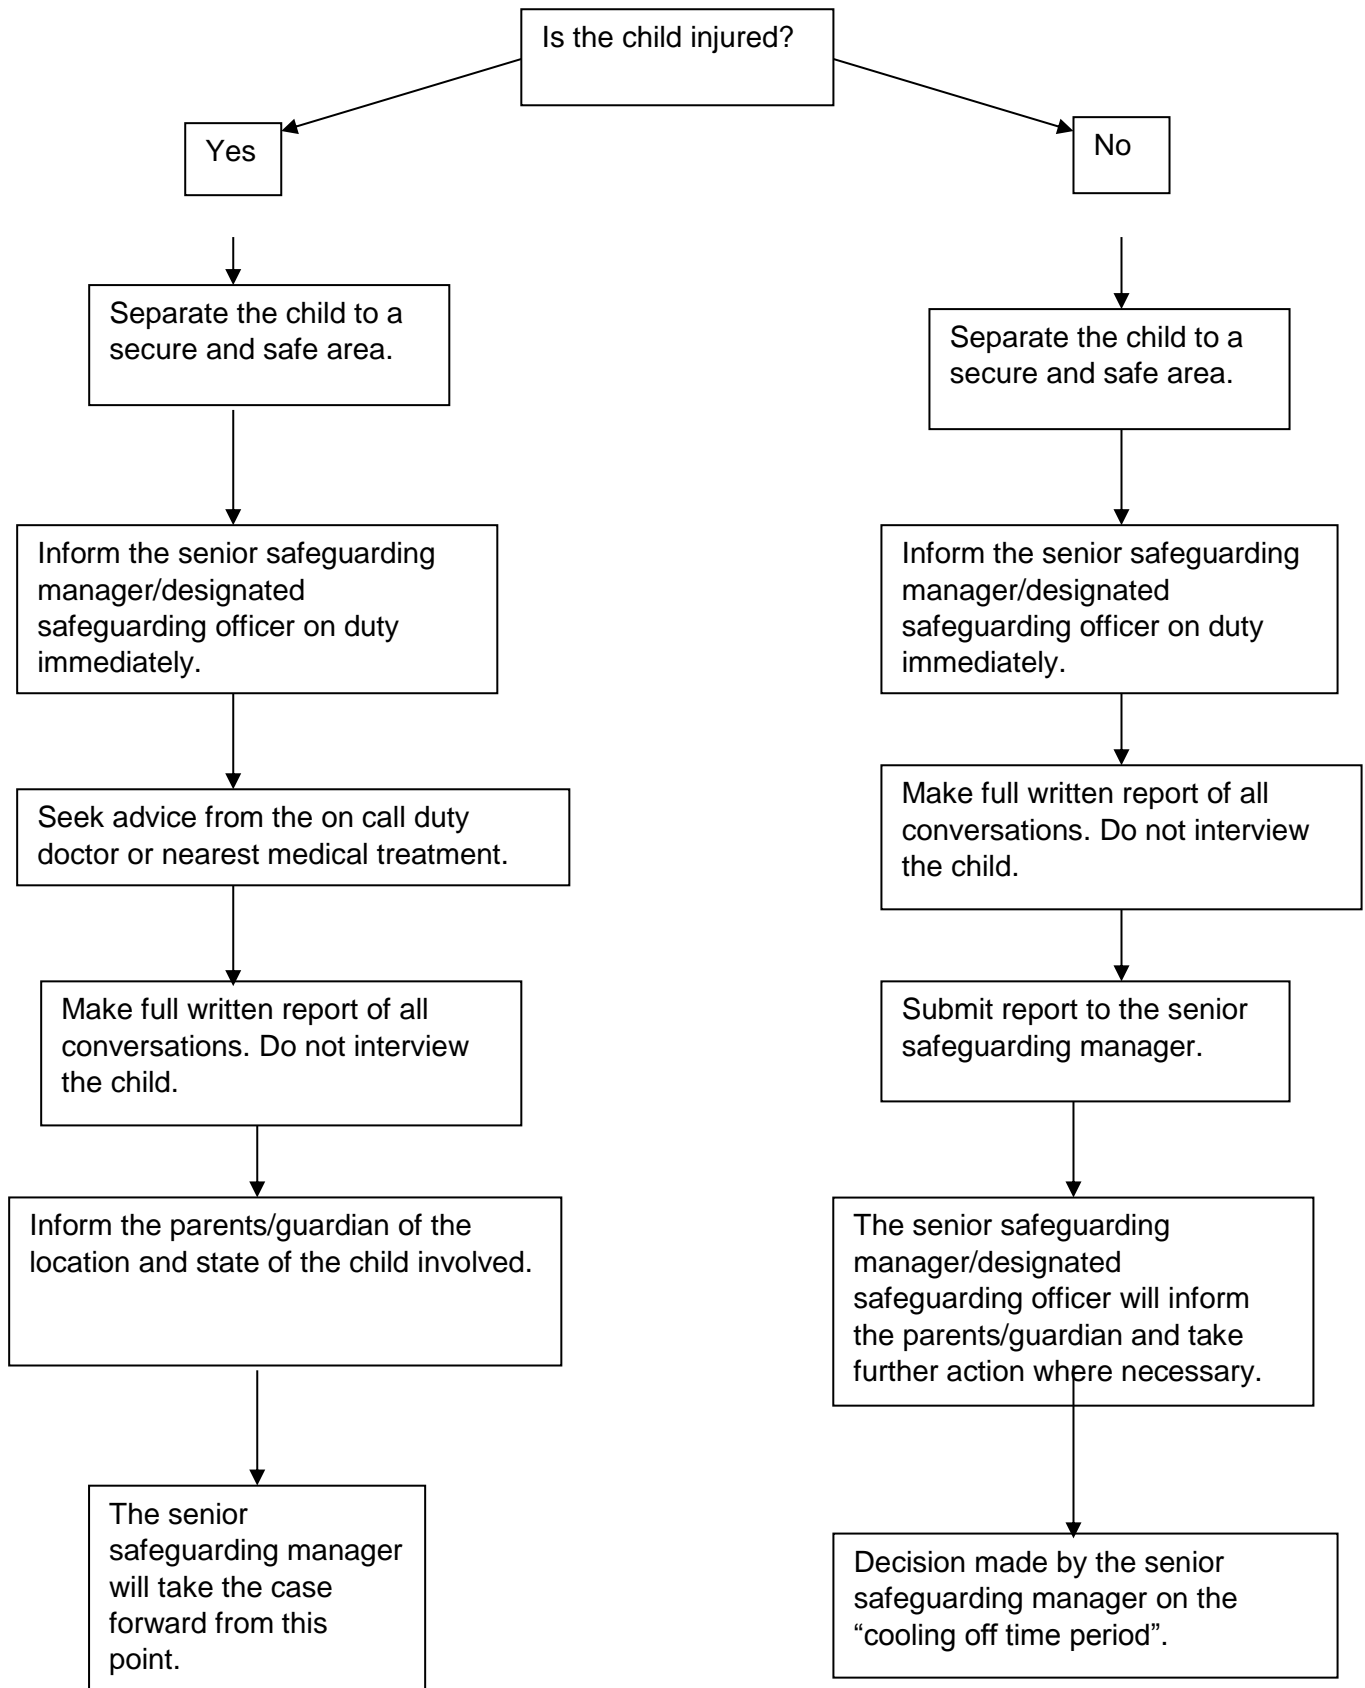 Is the child injured?
Yes
No
Separate the child to a
secure and safe area.
Separate the child to a
secure and safe area.
Inform the senior safeguarding
manager/designated
safeguarding officer on duty
immediately.
Inform the senior safeguarding
manager/designated
safeguarding officer on duty
immediately.
Seek advice from the on call duty
doctor or nearest medical treatment.
Make full written report of all
conversations. Do not interview
the child.
Make full written report of all
conversations. Do not interview
the child.
Submit report to the senior
safeguarding manager.
Inform the parents/guardian of the
location and state of the child involved.
The senior safeguarding
manager/designated
safeguarding officer will inform
the parents/guardian and take
further action where necessary.
The senior
safeguarding manager
will take the case
forward from this
point.
Decision made by the senior
safeguarding manager on the
“cooling off time period”.